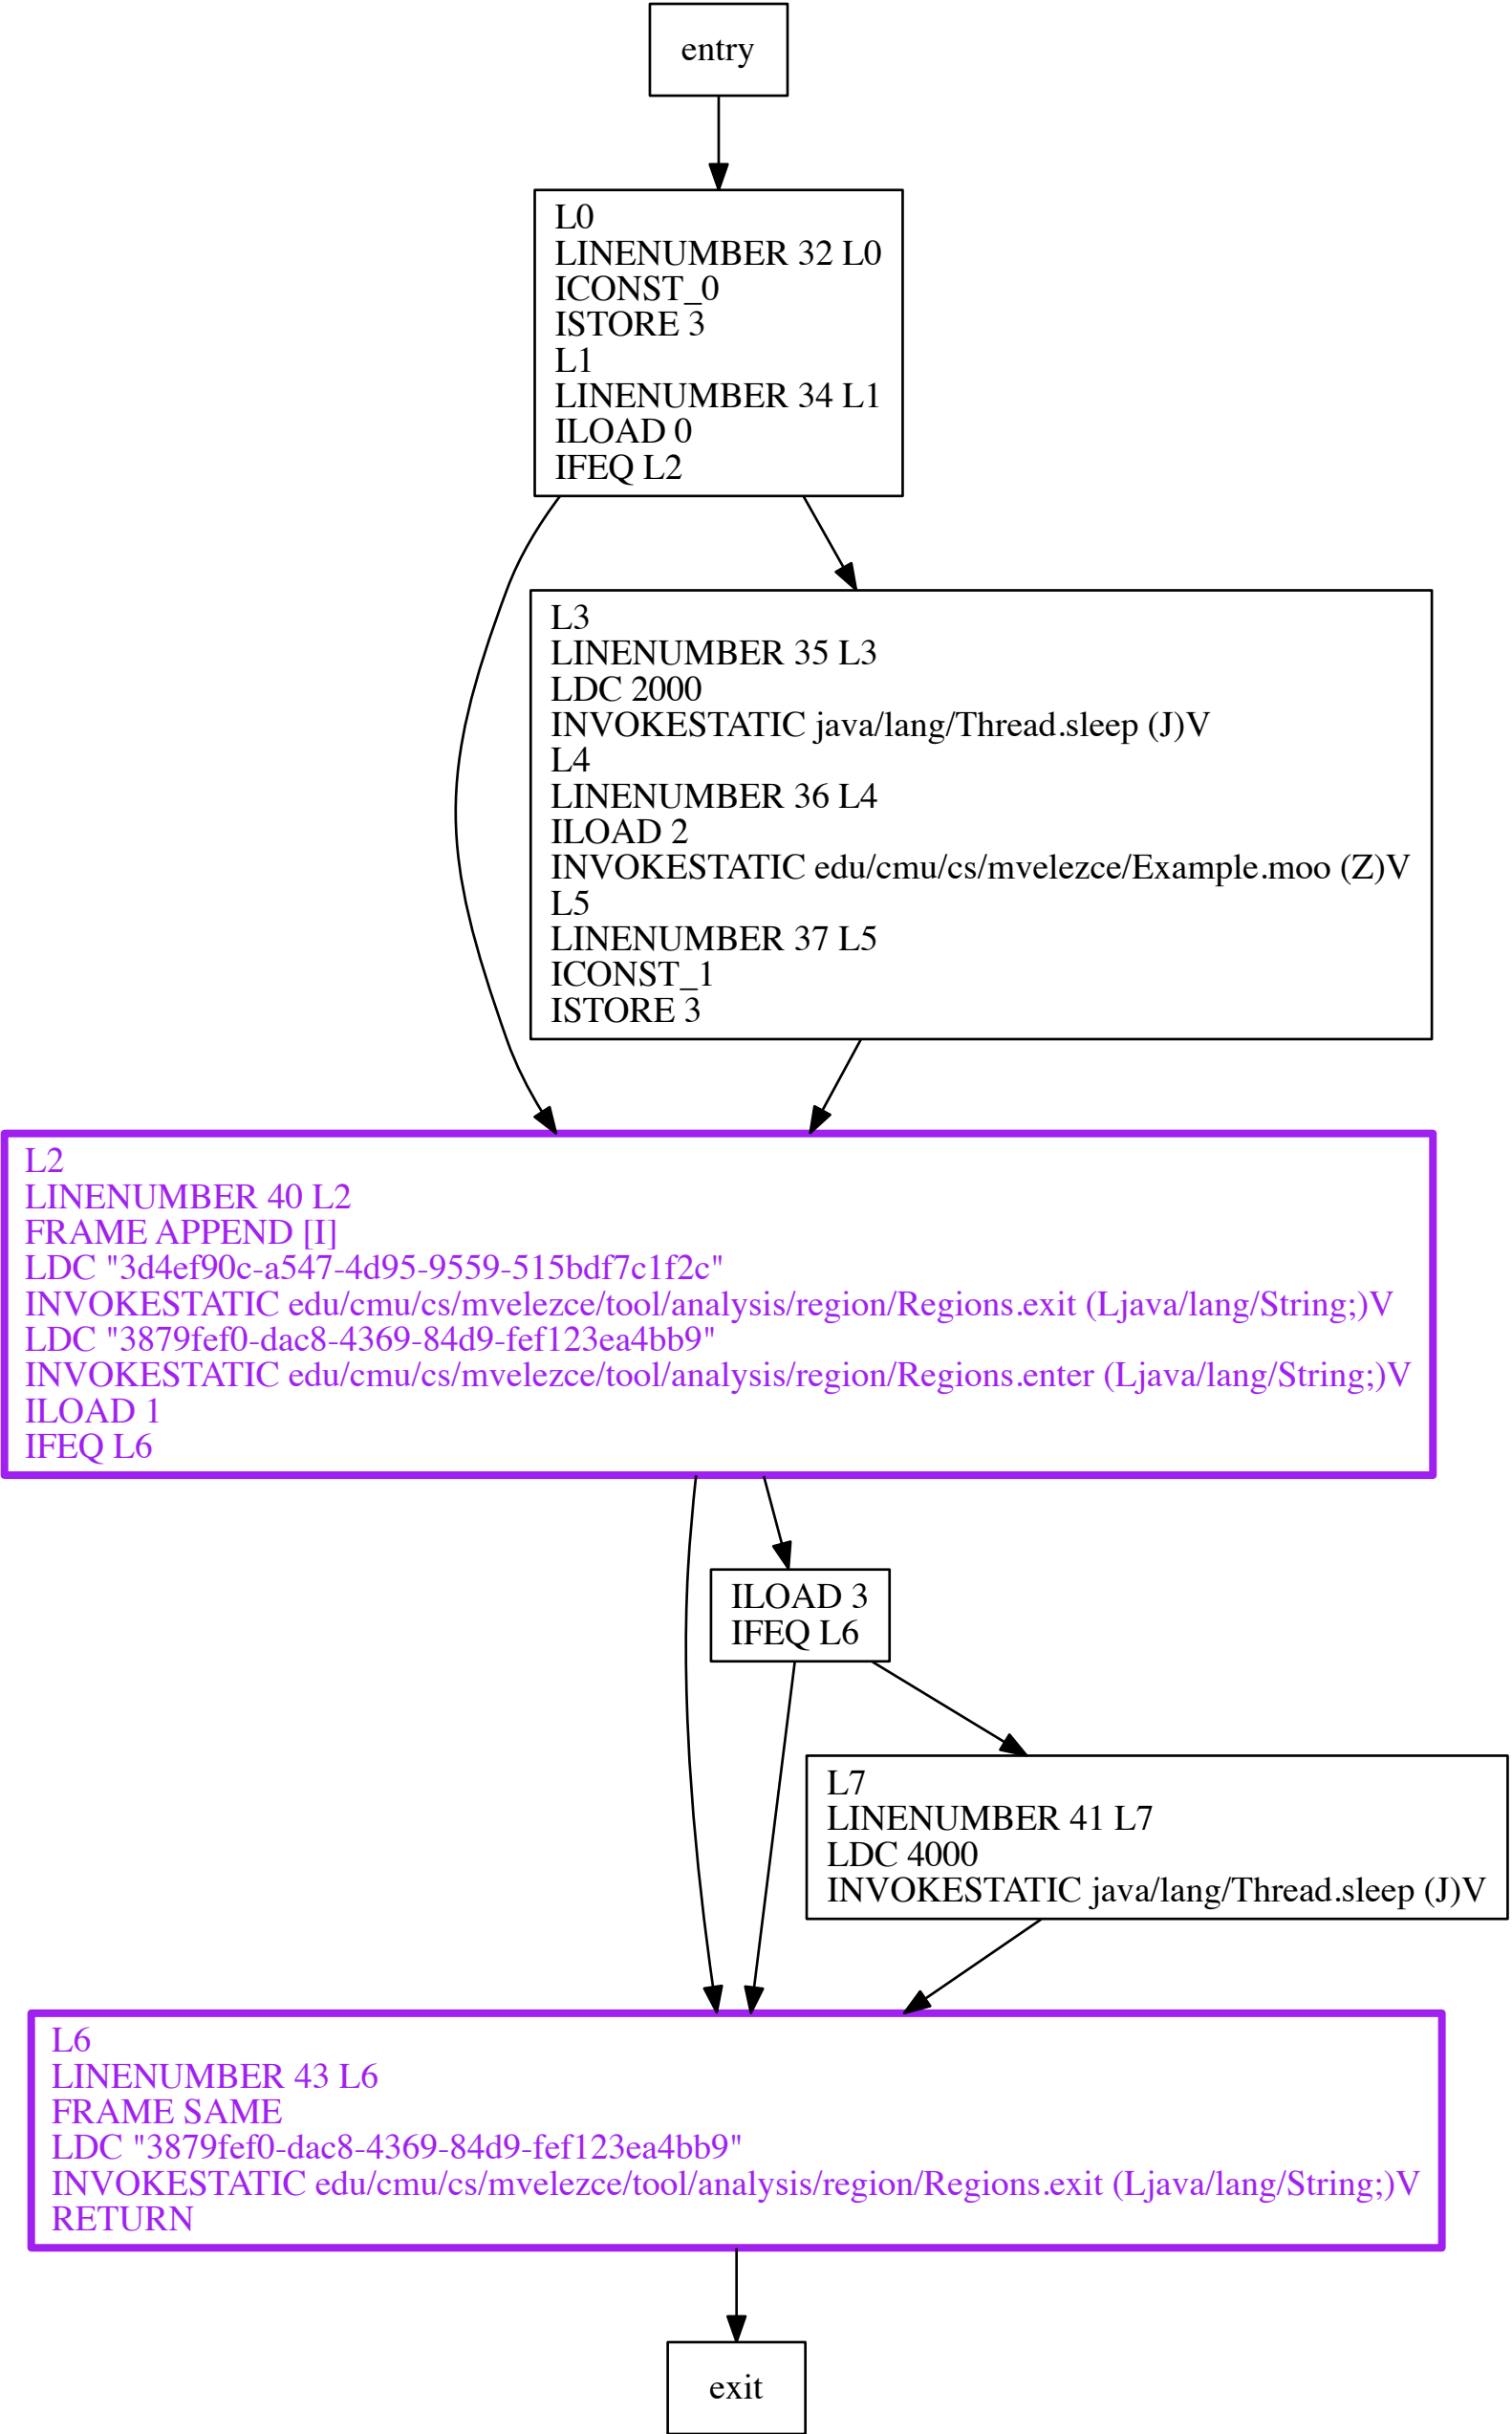 entry
L0
LINENUMBER 32 L0
ICONST_0
ISTORE 3
L1
LINENUMBER 34 L1
ILOAD 0
IFEQ L2
L3
LINENUMBER 35 L3
LDC 2000
INVOKESTATIC java/lang/Thread.sleep (J)V
L4
LINENUMBER 36 L4
ILOAD 2
INVOKESTATIC edu/cmu/cs/mvelezce/Example.moo (Z)V
L5
LINENUMBER 37 L5
ICONST_1
ISTORE 3
L2
LINENUMBER 40 L2
FRAME APPEND [I]
LDC "3d4ef90c-a547-4d95-9559-515bdf7c1f2c"
INVOKESTATIC edu/cmu/cs/mvelezce/tool/analysis/region/Regions.exit (Ljava/lang/String;)V
LDC "3879fef0-dac8-4369-84d9-fef123ea4bb9"
INVOKESTATIC edu/cmu/cs/mvelezce/tool/analysis/region/Regions.enter (Ljava/lang/String;)V
ILOAD 1
IFEQ L6
ILOAD 3
IFEQ L6
L7
LINENUMBER 41 L7
LDC 4000
INVOKESTATIC java/lang/Thread.sleep (J)V
L6
LINENUMBER 43 L6
FRAME SAME
LDC "3879fef0-dac8-4369-84d9-fef123ea4bb9"
INVOKESTATIC edu/cmu/cs/mvelezce/tool/analysis/region/Regions.exit (Ljava/lang/String;)V
RETURN
exit